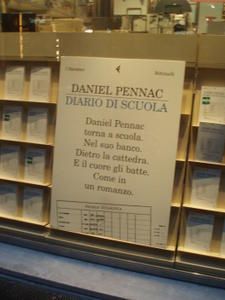 I Narratori Feltrinelli
DANIEL PENNAC
DIARIO DI SCUOLA
Daniel Pennac
torna a scuola.
Nel suo banco.
Dietro la cattedra.
E il cuore gli batte.
Come in
un romanzo.